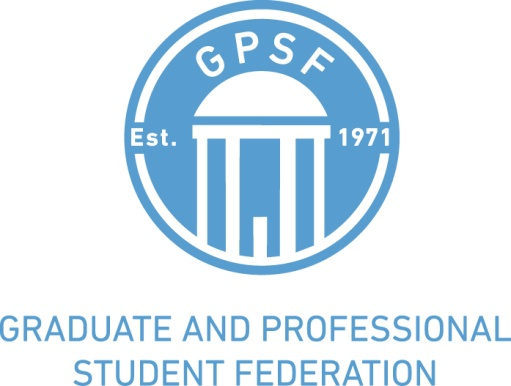 GPSF
Est. 1971
GRADUATE AND PROFESSIONAL
STUDENT FEDERATION